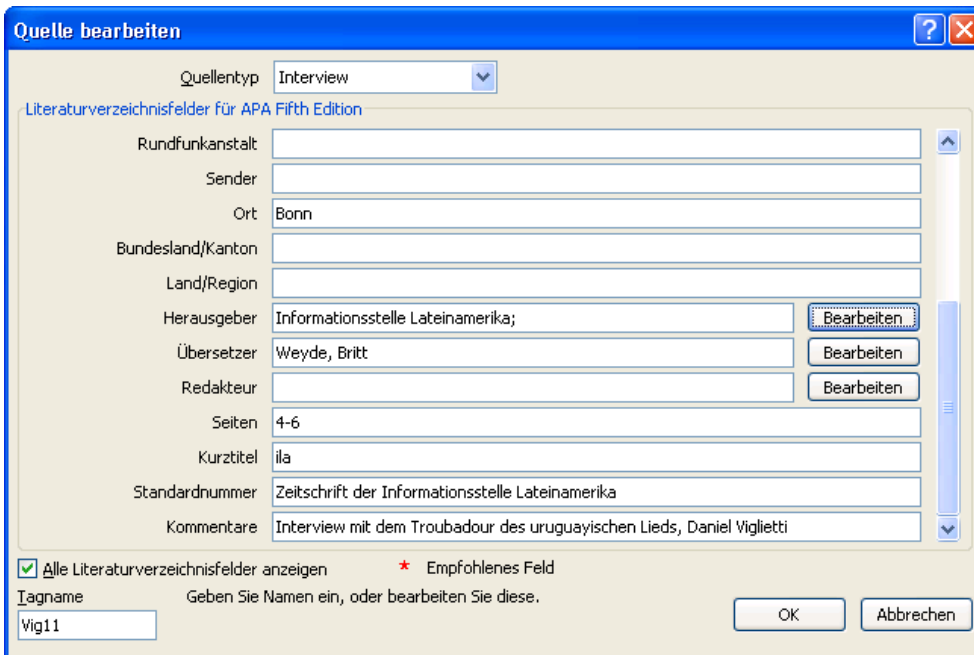 Quelle bearbeiten
Quellentyp Interview
Literaturverzeichnisfelder für APA Fifth Edition
Rundfunkanstalt
Sender
Ort Bonn
Bundesland/Kanton
Land/Region
Herausgeber Informationsstelle Lateinamerika; Bearbeiten
Übersetzer Weyde, Britt Bearbeiten
Redakteur Bearbeiten
Seiten 4-6
Kurztitel ila
Standardnummer Zeitschrift der Informationsstelle Lateinamerika
Kommentare Interview mit dem Troubadour des uruguayischen Lieds, Daniel Viglietti
Alle Literaturverzeichnisfelder anzeigen * Empfohlenes Feld
Tagname Geben Sie Namen ein, oder bearbeiten Sie diese.
Vig11 OK Abbrechen